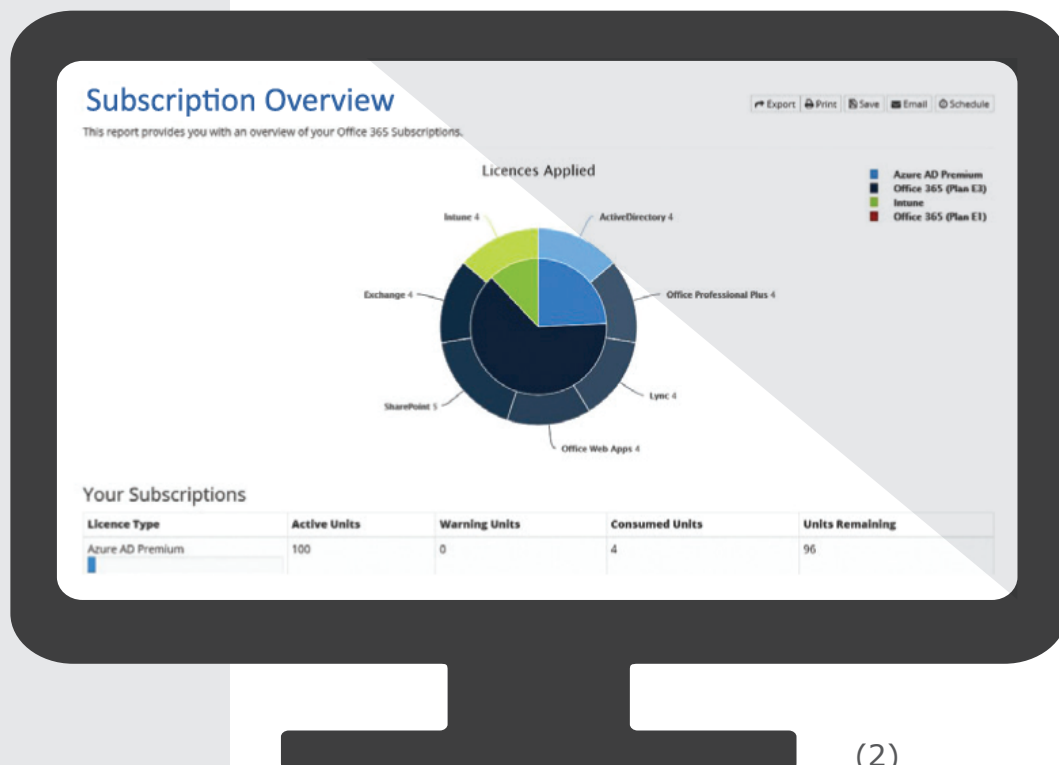 Subscription Overview
Export Print Save Email Schedule
This report provides you with an overview of your Office 365 Subscriptions.
Licences Applied
Azure AD Premium
Office 365 (Plan E3)
Intune
Office 365 (Plan E1)
Intune 4
ActiveDirectory 4
Exchange 4
Office Professional Plus 4
Lync 4
SharePoint 5
Office Web Apps 4
Your Subscriptions
Licence Type Active Units Warning Units Consumed Units Units Remaining
Azure AD Premium 100 0 4 96
(2)